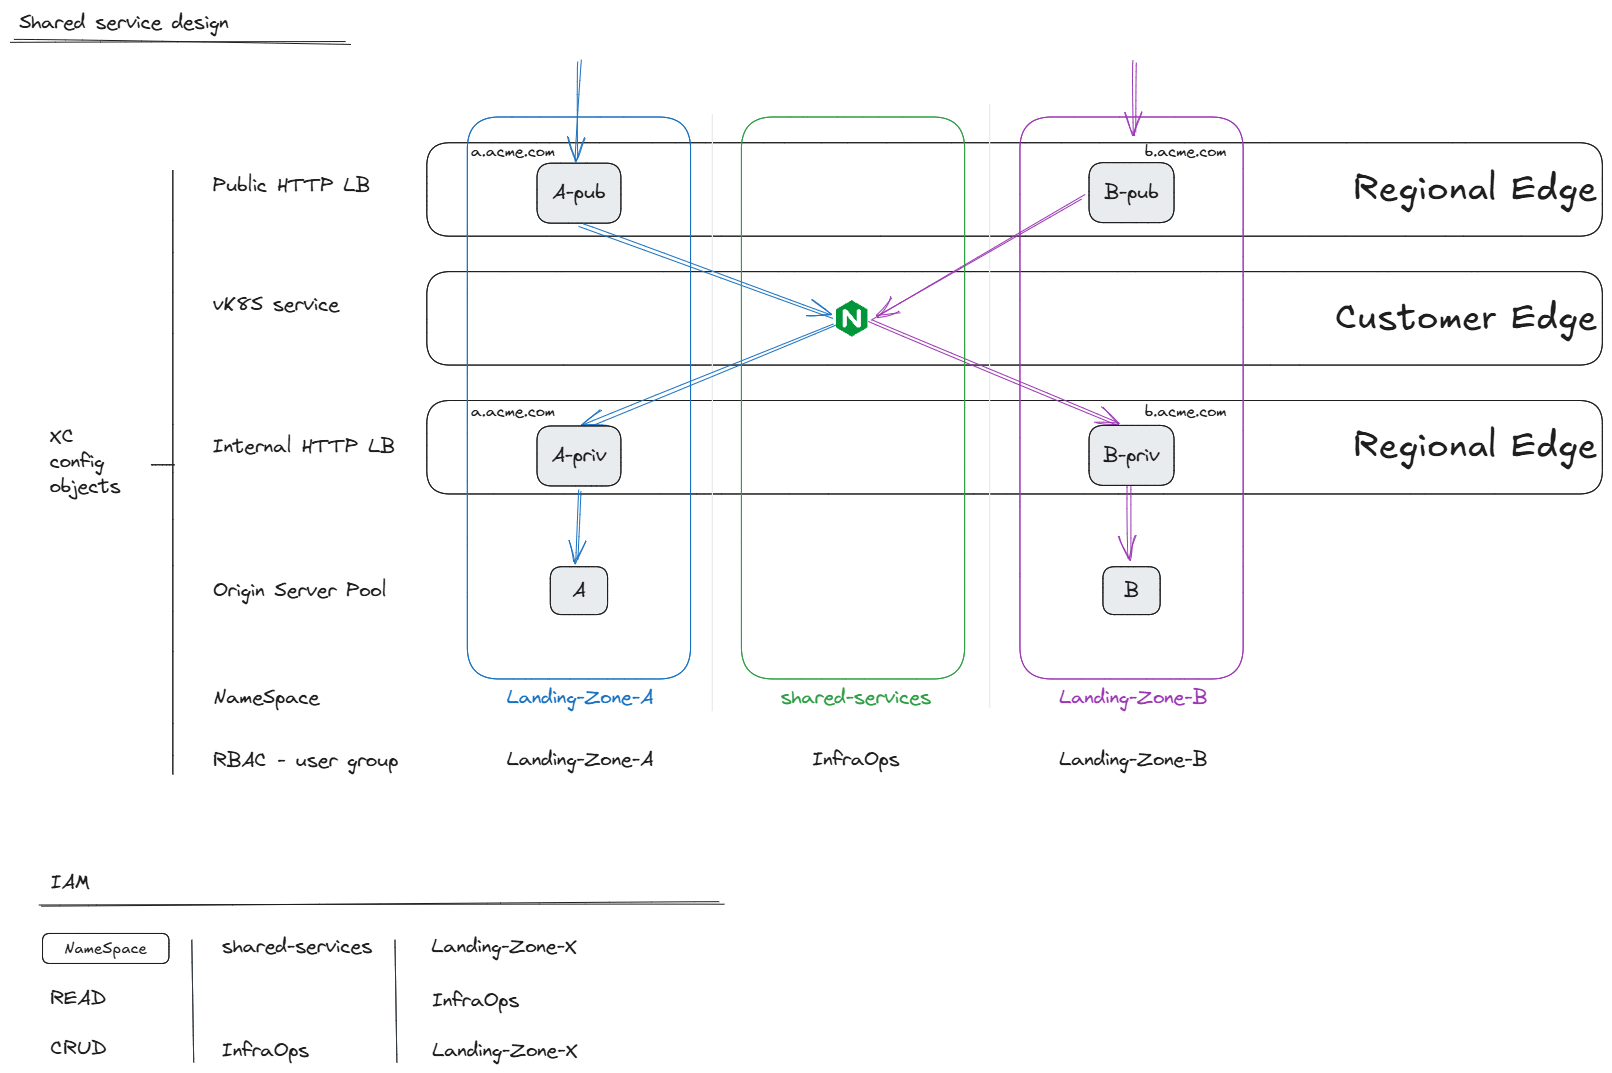 Shared service design
a.acme.com
b.acme.com
Public HTTP LB
A-pub
B-pub
Regional Edge
vK8S service
N
Customer Edge
a.acme.com
b.acme.com
Internal HTTP LB
A-priv
B-priv
Regional Edge
XC
config
objects
Origin Server Pool
A
B
NameSpace
Landing-Zone-A
shared-services
Landing-Zone-B
RBAC - user group
Landing-Zone-A
InfraOps
Landing-Zone-B
IAM
NameSpace
shared-services
Landing-Zone-X
READ
InfraOps
CRUD
InfraOps
Landing-Zone-X